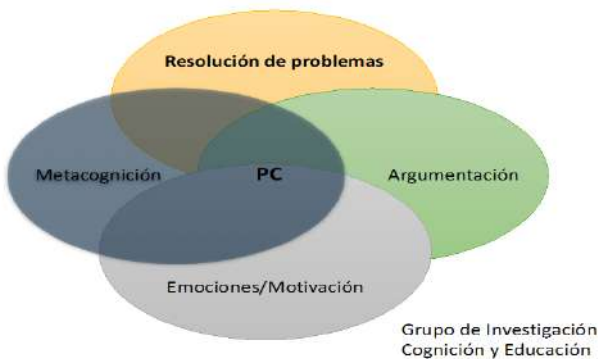 Resolución de problemas
Metacognición
PC
Argumentación
Emociones/Motivación
Grupo de Investigación
Cognición y Educación